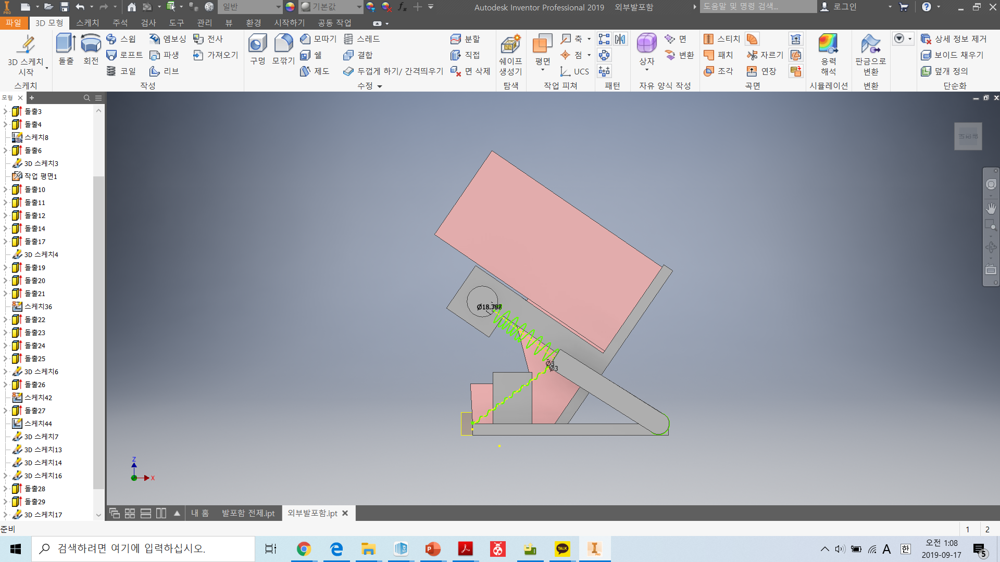 일반
기본값
Autodesk Inventor Professional 2019 외부발포함
도움말 및 명령 검색...
로그인
파일 3D 모형 스케치 주석 검사 도구 관리 뷰 환경 시작하기 공동 작업
3D 스케치 시작
스케치
돌출
회전
스윕
로프트
코일
엠보싱
파생
리브
전사
가져오기
작성
구멍
모깎기
모따기
쉘
제도
스레드
결합
두껍게 하기/ 간격띄우기
분할
직접
면 삭제
수정
쉐이프 생성기
탐색
평면
축
점
UCS
작업 피쳐
패턴
상자
면
변환
자유 양식 작성
스티치
패치
조각
자르기
연장
곡면
응력 해석
시뮬레이션
판금으로 변환
변환
상세 정보 제거
보이드 채우기
덮개 정의
단순화
모형
돌출3
돌출4
스케치8
돌출6
3D 스케치3
작업 평면1
돌출10
돌출11
돌출12
돌출14
돌출17
3D 스케치4
돌출19
돌출20
돌출21
스케치36
돌출22
돌출23
돌출24
돌출25
3D 스케치6
돌출26
스케치42
돌출27
스케치44
3D 스케치7
3D 스케치13
3D 스케치14
3D 스케치16
돌출28
돌출29
3D 스케치17
Ø3
Ø3
Z
X
내 홈 발포함 전제.ipt 외부발포함.ipt
준비
1 2
검색하려면 여기에 입력하십시오.
TALK
PRO
A
한
오전 1:08
2019-09-17
5